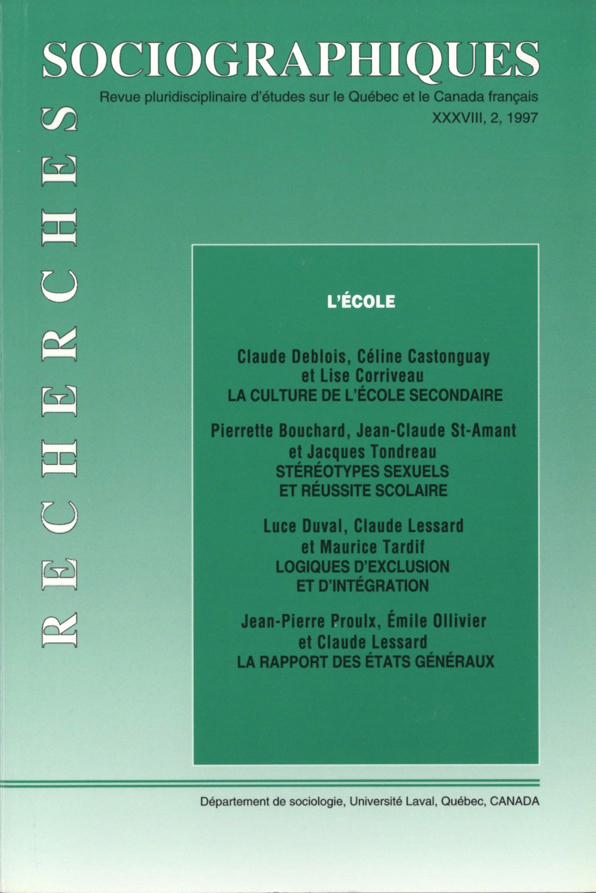 RECHERCHES
SOCIOGRAPHIQUES
Revue pluridisciplinaire d'études sur le Québec et le Canada français
XXXVIII, 2, 1997
L'ÉCOLE
Claude Deblois, Céline Castonguay
et Lise Corriveau
LA CULTURE DE L'ÉCOLE SECONDAIRE
Pierrette Bouchard, Jean-Claude St-Amant
et Jacques Tondreau
STÉRÉOTYPES SEXUELS
ET RÉUSSITE SCOLAIRE
Luce Duval, Claude Lessard
et Maurice Tardif
LOGIQUES D'EXCLUSION
ET D'INTÉGRATION
Jean-Pierre Proulx, Émile Ollivier
et Claude Lessard
LA RAPPORT DES ÉTATS GÉNÉRAUX
Département de sociologie, Université Laval, Québec, CANADA